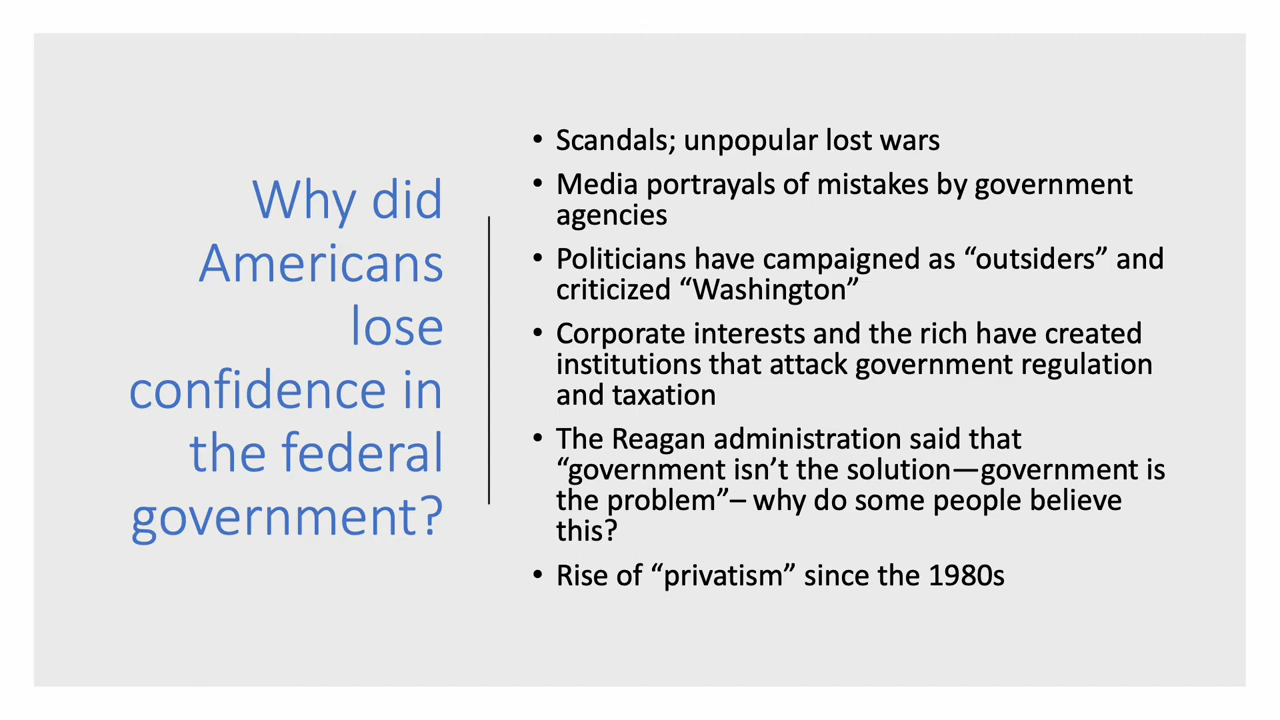 Why did
Americans
lose
confidence in
the federal
government?
• Scandals; unpopular lost wars
• Media portrayals of mistakes by government
agencies
• Politicians have campaigned as “outsiders” and
criticized “Washington”
• Corporate interests and the rich have created
institutions that attack government regulation
and taxation
• The Reagan administration said that
“government isn’t the solution—government is
the problem”– why do some people believe
this?
• Rise of “privatism” since the 1980s